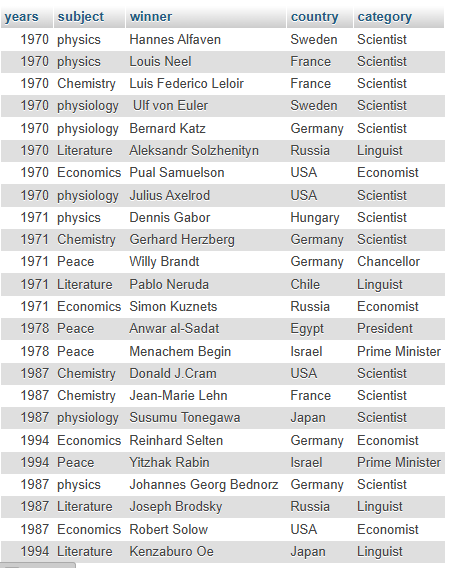 years subject winner country category
1970 physics Hannes Alfaven Sweden Scientist
1970 physics Louis Neel France Scientist
1970 Chemistry Luis Federico Leloir France Scientist
1970 physiology Ulf von Euler Sweden Scientist
1970 physiology Bernard Katz Germany Scientist
1970 Literature Aleksandr Solzhenityn Russia Linguist
1970 Economics Pual Samuelson USA Economist
1970 physiology Julius Axelrod USA Scientist
1971 physics Dennis Gabor Hungary Scientist
1971 Chemistry Gerhard Herzberg Germany Scientist
1971 Peace Willy Brandt Germany Chancellor
1971 Literature Pablo Neruda Chile Linguist
1971 Economics Simon Kuznets Russia Economist
1978 Peace Anwar al-Sadat Egypt President
1978 Peace Menachem Begin Israel Prime Minister
1987 Chemistry Donald J.Cram USA Scientist
1987 Chemistry Jean-Marie Lehn France Scientist
1987 physiology Susumu Tonegawa Japan Scientist
1994 Economics Reinhard Selten Germany Economist
1994 Peace Yitzhak Rabin Israel Prime Minister
1987 physics Johannes Georg Bednorz Germany Scientist
1987 Literature Joseph Brodsky Russia Linguist
1987 Economics Robert Solow USA Economist
1994 Literature Kenzaburo Oe Japan Linguist